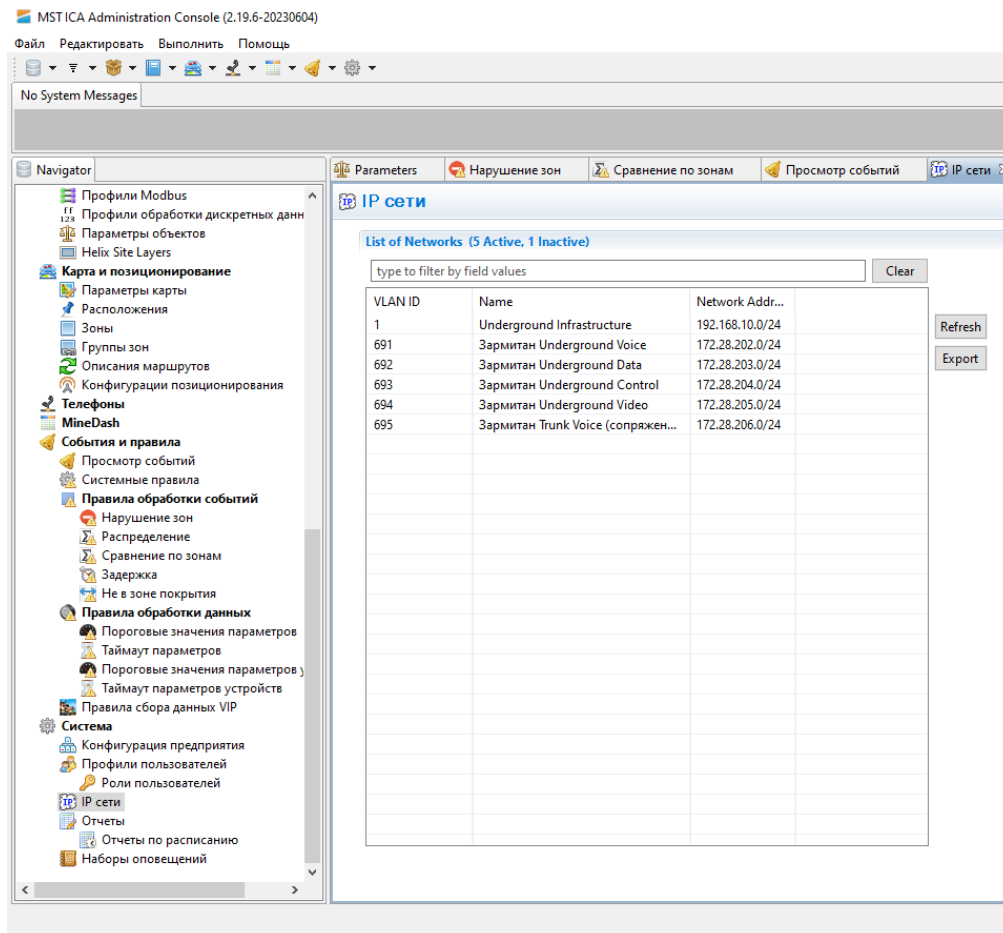 MST ICA Administration Console (2.19.6-20230604)
Файл Редактировать Выполнить Помощь
No System Messages
Navigator
Профили Modbus
Профили обработки дискретных данн
Параметры объектов
Helix Site Layers
Карта и позиционирование
Параметры карты
Расположения
Зоны
Группы зон
Описания маршрутов
Конфигурации позиционирования
Телефоны
MineDash
События и правила
Просмотр событий
Системные правила
Правила обработки событий
Нарушение зон
Распределение
Сравнение по зонам
Задержка
Не в зоне покрытия
Правила обработки данных
Пороговые значения параметров
Таймаут параметров
Пороговые значения параметров у
Таймаут параметров устройств
Правила сбора данных VIP
Система
Конфигурация предприятия
Профили пользователей
Роли пользователей
IP сети
Отчеты
Отчеты по расписанию
Наборы оповещений
Parameters Нарушение зон Сравнение по зонам Просмотр событий IP сети
IP сети
List of Networks (5 Active, 1 Inactive)
type to filter by field values Clear
VLAN ID Name Network Addr...
1 Underground Infrastructure 192.168.10.0/24
691 Зармитан Underground Voice 172.28.202.0/24
692 Зармитан Underground Data 172.28.203.0/24
693 Зармитан Underground Control 172.28.204.0/24
694 Зармитан Underground Video 172.28.205.0/24
695 Зармитан Trunk Voice (сопряжен... 172.28.206.0/24
Refresh
Export